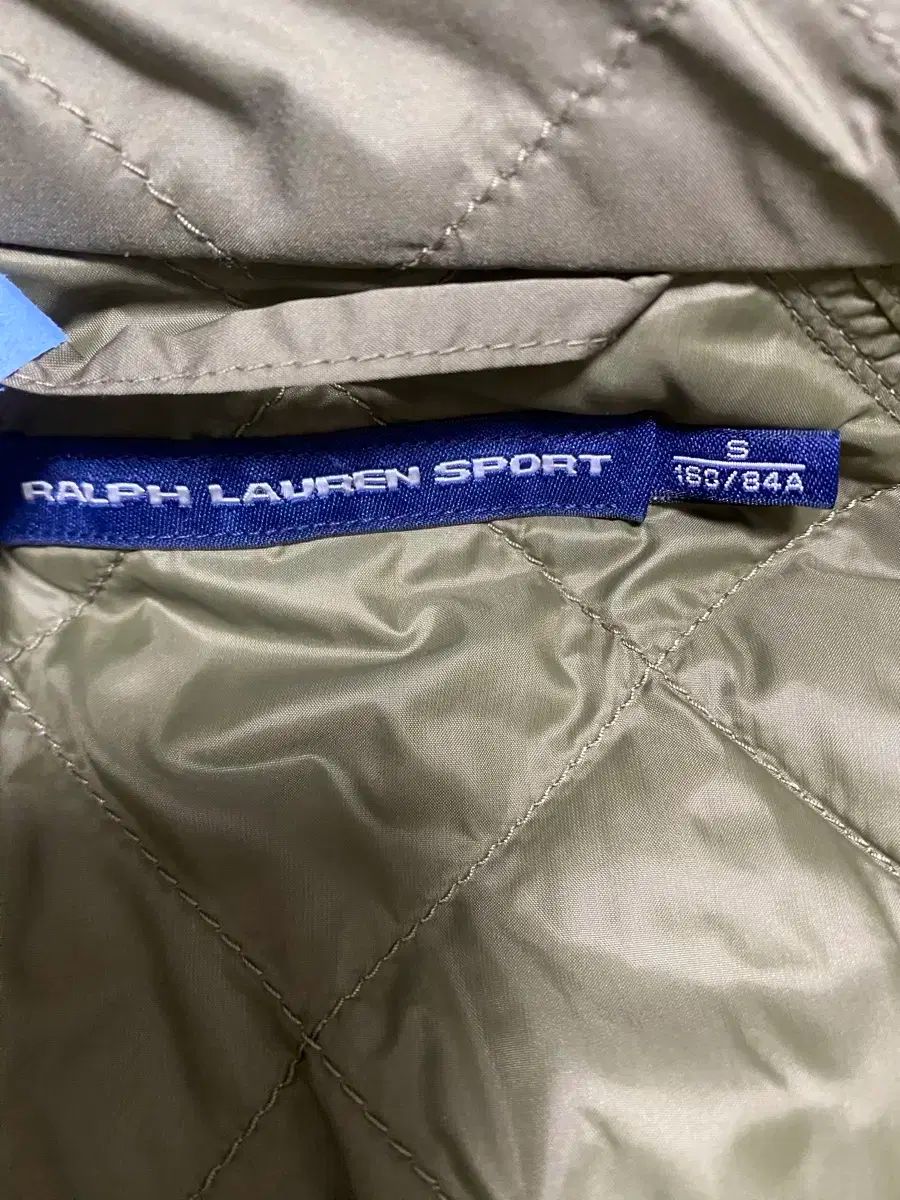 RALPH LAUREN SPORT
S
160/84A